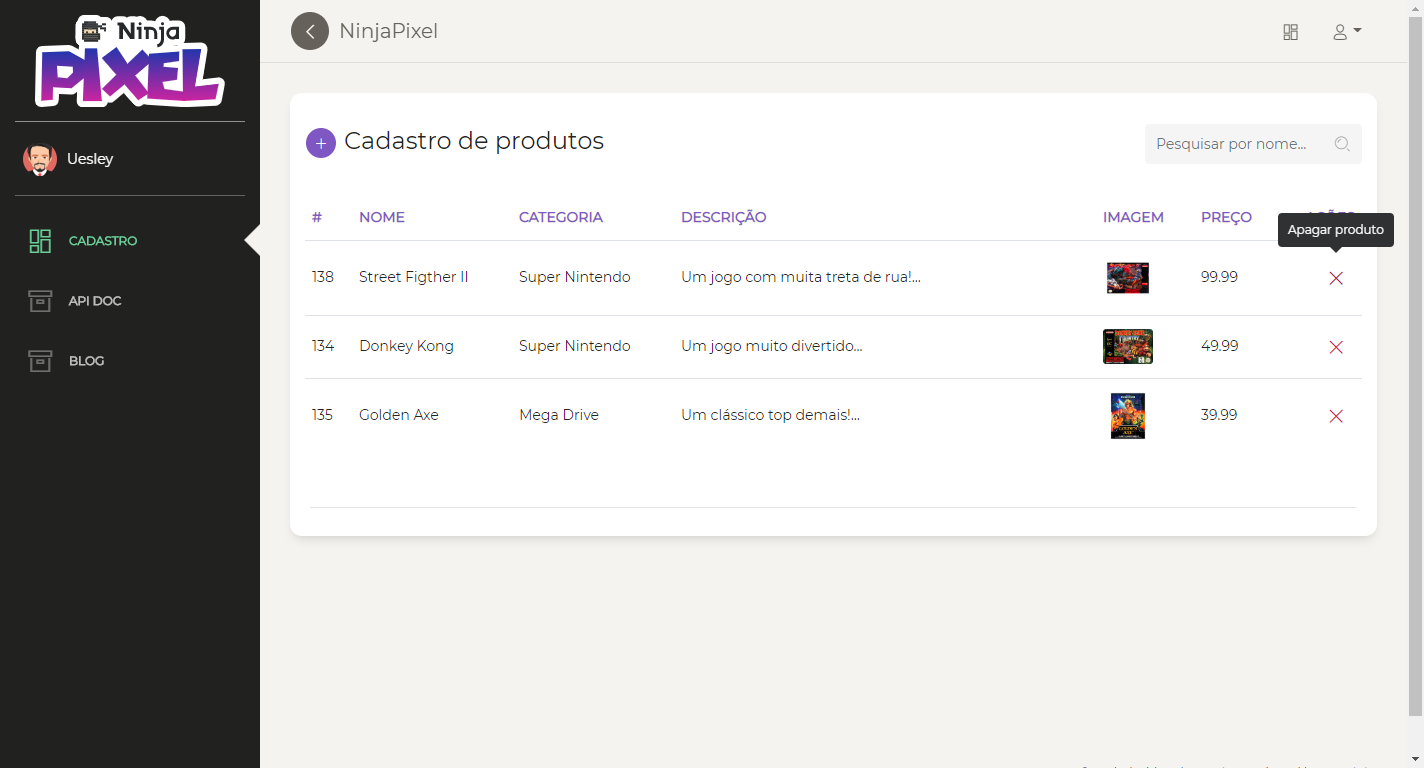 Ninja
PIXEL
NinjaPixel
Uesley
Cadastro de produtos
Pesquisar por nome...
CADASTRO
API DOC
BLOG
# NOME CATEGORIA DESCRIÇÃO IMAGEM PREÇO
Apagar produto
138 Street Figther II Super Nintendo Um jogo com muita treta de rua!... 99.99
134 Donkey Kong Super Nintendo Um jogo muito divertido... 49.99
135 Golden Axe Mega Drive Um clássico top demais!... 39.99